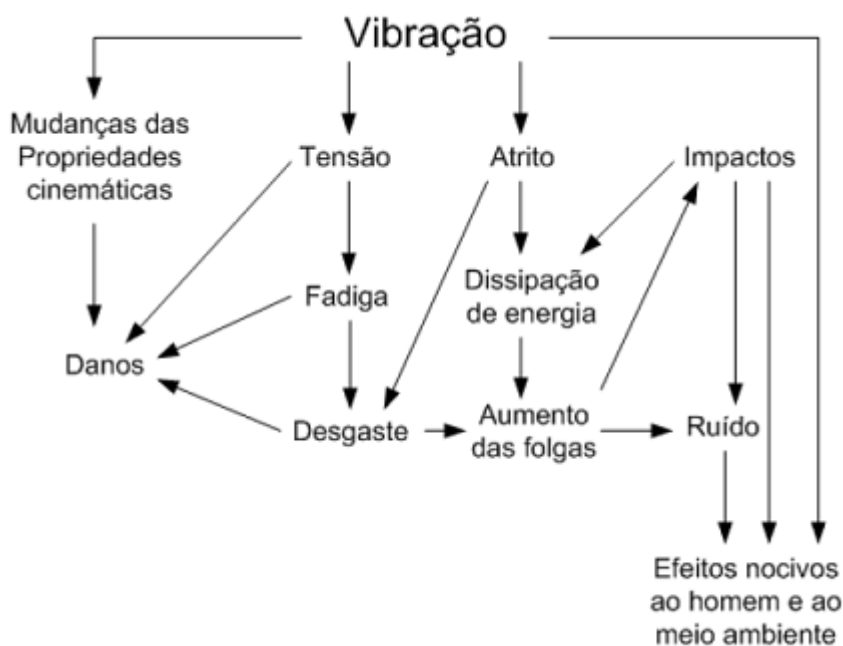 Vibração
Mudanças das
Propriedades
cinemáticas
Tensão
Atrito
Impactos
Fadiga
Dissipação
de energia
Danos
Desgaste
Aumento
das folgas
Ruído
Efeitos nocivos
ao homem e ao
meio ambiente